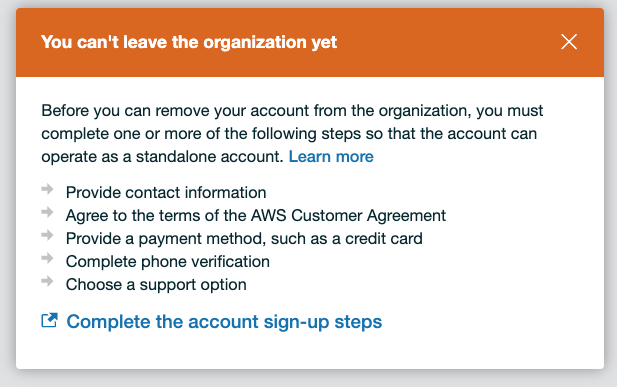 You can't leave the organization yet
Before you can remove your account from the organization, you must
complete one or more of the following steps so that the account can
operate as a standalone account. Learn more
Provide contact information
Agree to the terms of the AWS Customer Agreement
Provide a payment method, such as a credit card
Complete phone verification
Choose a support option
Complete the account sign-up steps